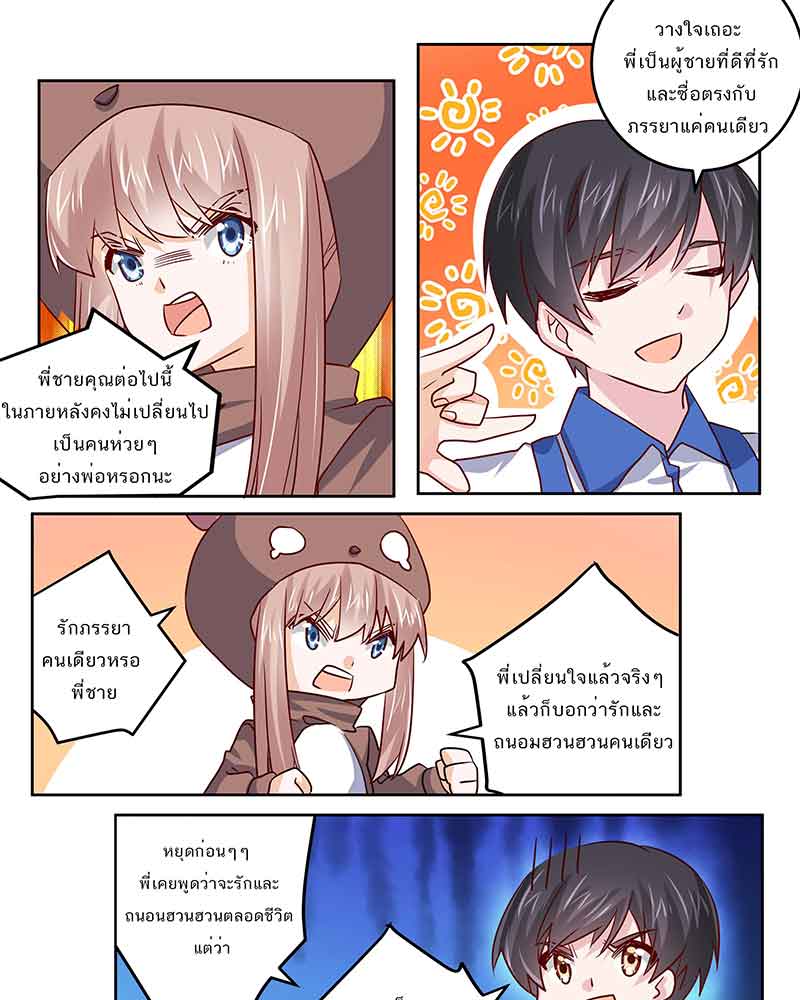 พี่ชายคุณต่อไปนี้
ในภายหลังคงไม่เปลี่ยนไป
เป็นคนห่วยๆ
อย่างพ่อหรอกนะ
วางใจเถอะ
พี่เป็นผู้ชายที่ดีที่รัก
และซื่อตรงกับ
ภรรยาแค่คนเดียว
รักภรรยา
คนเดียวหรอ
พี่ชาย
พี่เปลี่ยนใจแล้วจริงๆ
แล้วก็บอกว่ารักและ
ถนอมฮวนฮวนคนเดียว
หยุดก่อนๆๆ
พี่เคยพูดว่าจะรักและ
ถนอนฮวนฮวนตลอดชีวิต
แต่ว่า